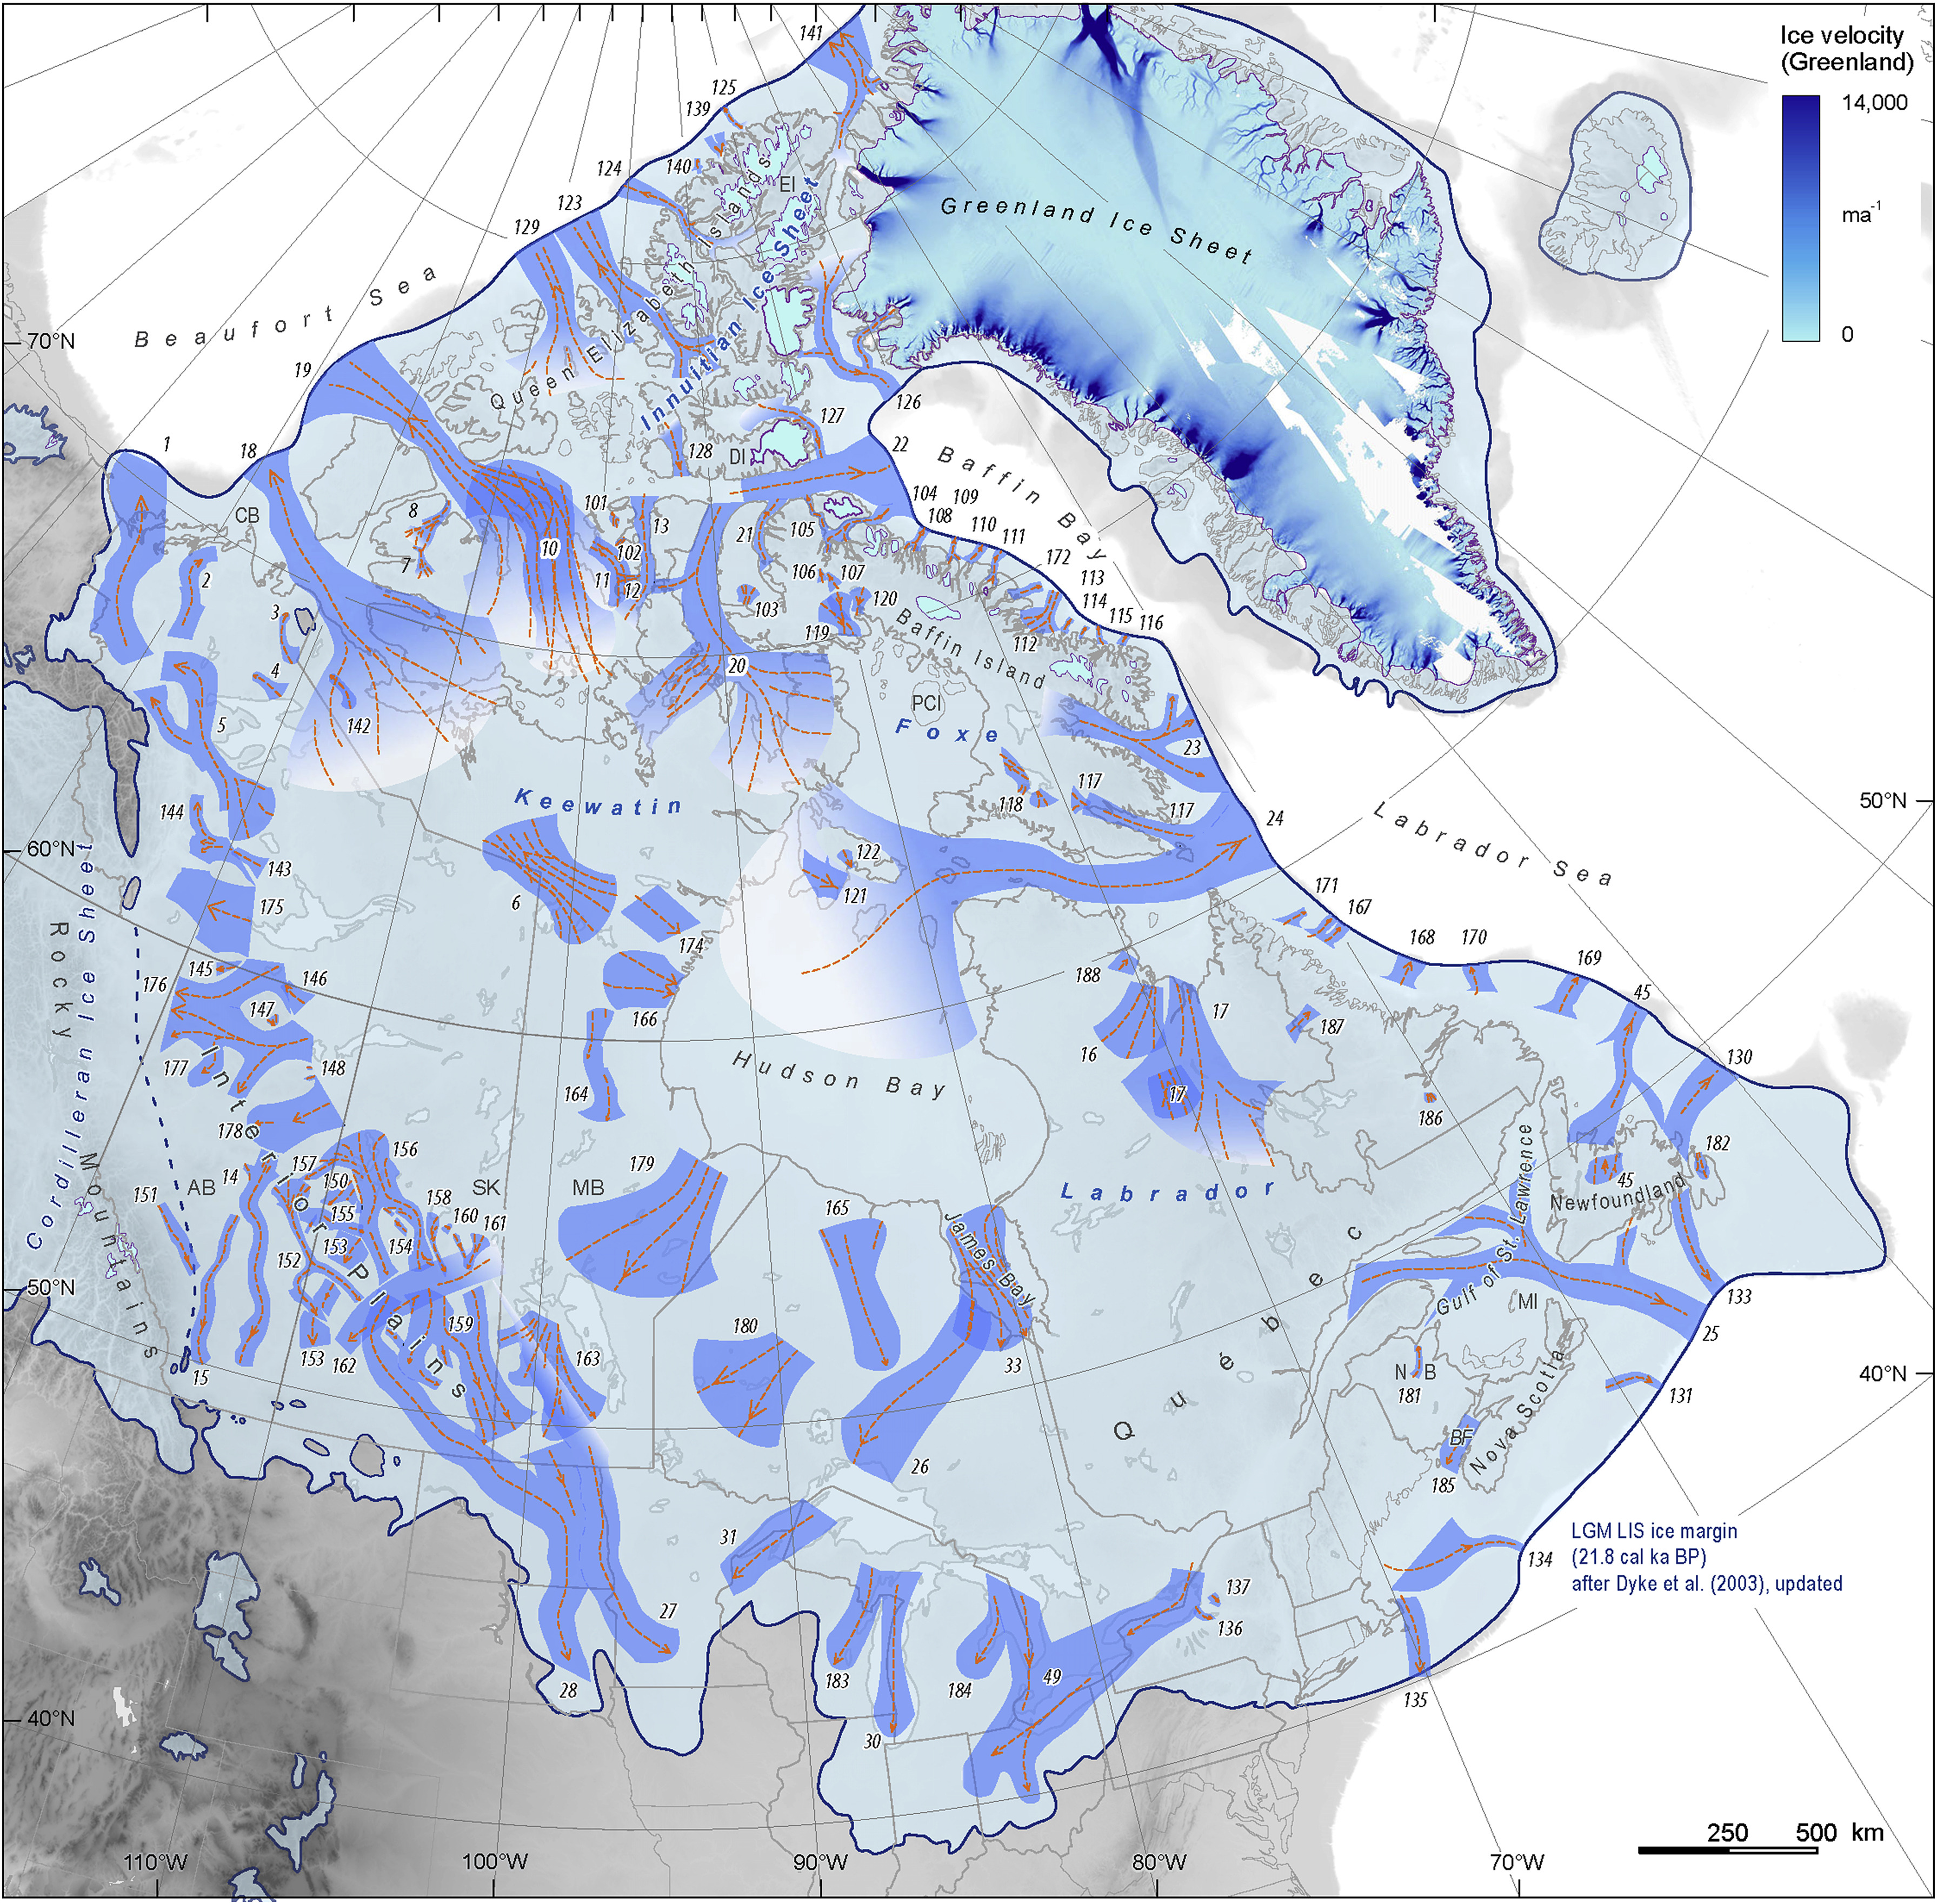 Ice velocity
(Greenland)
14,000
ma-1
0
141
125
139
140
124
123
129
EI
Queen Elizabeth Islands
Innuitian Ice Sheet
Greenland Ice Sheet
Beaufort Sea
70°N
19
1
18
CB
126
127
128
DI
22
Baffin Bay
104
109
108
110
111
172
113
114
115
116
112
8
7
10
101
102
11
12
13
21
105
106
107
103
119
120
Baffin Island
PCI
Foxe
2
3
4
5
142
20
23
117
117
118
24
Labrador Sea
50°N
Keewatin
144
60°N
143
175
6
174
122
121
171
167
168
170
169
45
130
Cordilleran Ice Sheet
Rocky Mountains
145
176
146
147
177
148
178
166
164
Hudson Bay
188
16
17
17
187
186
182
45
Newfoundland
Interior Plains
AB
SK
MB
14
151
157
150
156
155
153
152
154
158
160
161
159
153
162
163
15
50°N
179
165
180
James Bay
33
26
Labrador
Québec
Gulf of St. Lawrence
MI
NB
181
BF
185
Nova Scotia
133
25
131
40°N
LGM LIS ice margin
(21.8 cal ka BP)
after Dyke et al. (2003), updated
134
135
31
27
28
183
30
184
49
137
136
40°N
250 500 km
110°W
100°W
90°W
80°W
70°W